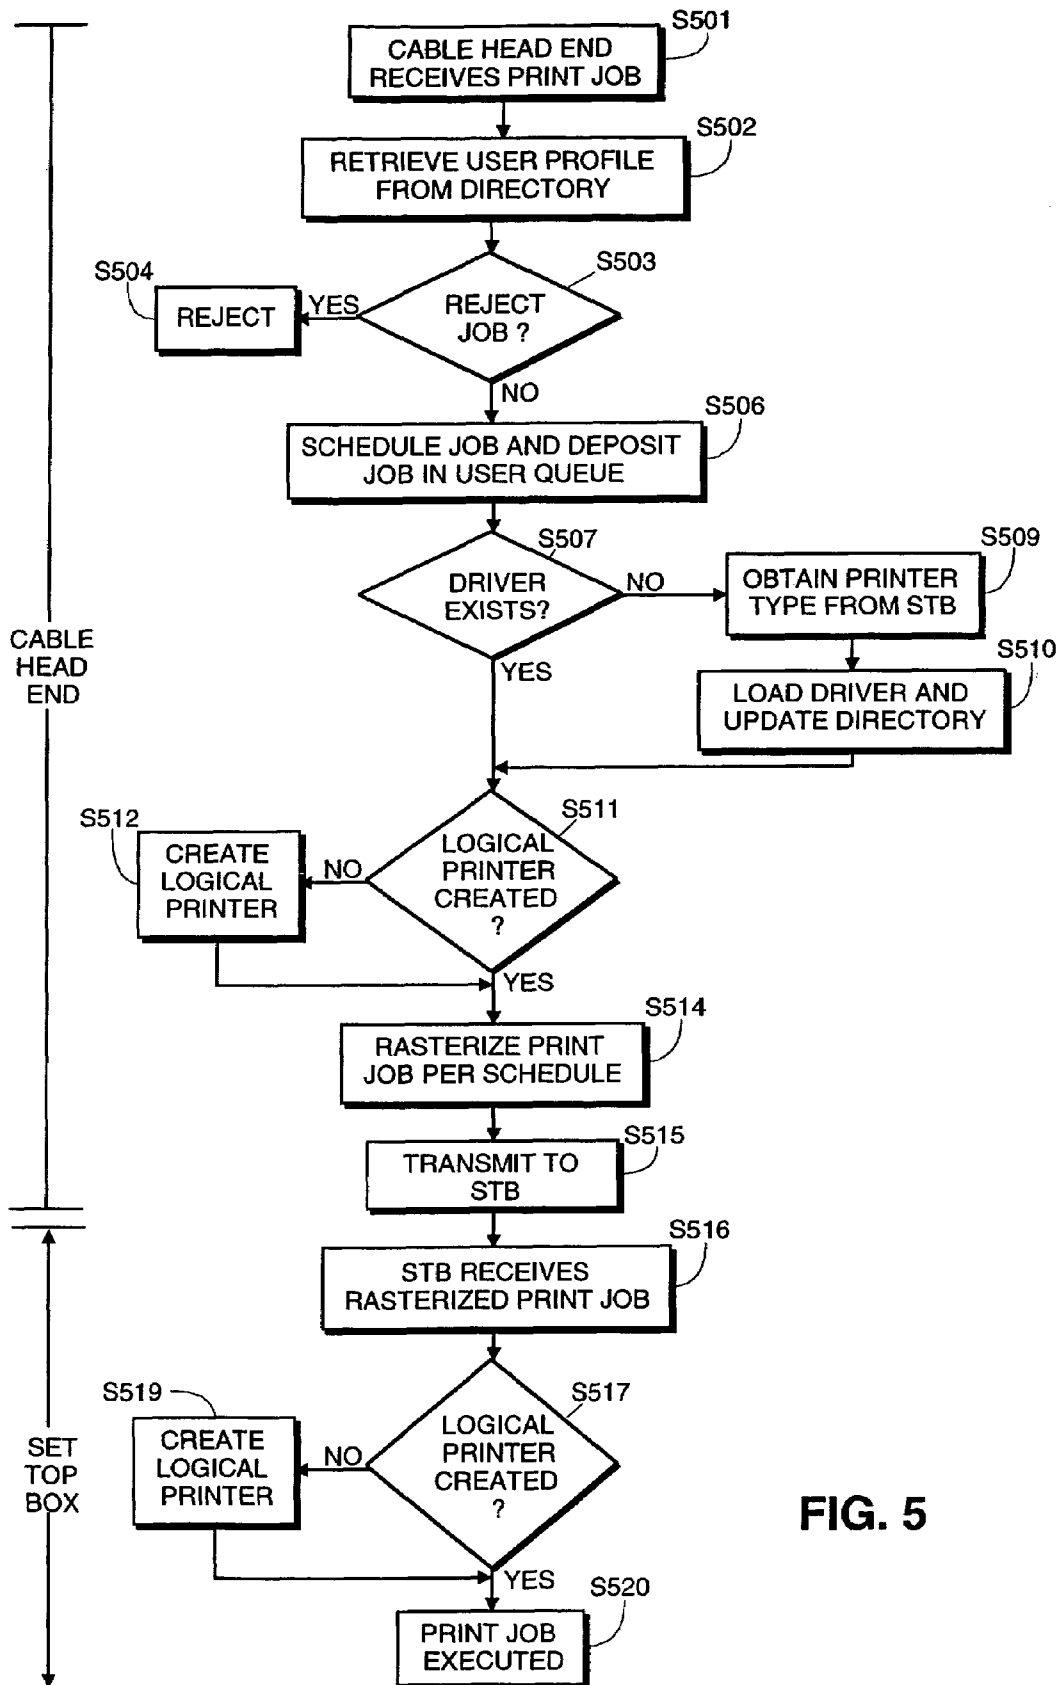 S501
CABLE HEAD END
RECEIVES PRINT JOB
S502
RETRIEVE USER PROFILE
FROM DIRECTORY
S503
REJECT
JOB ?
YES
S504
REJECT
NO
S506
SCHEDULE JOB AND DEPOSIT
JOB IN USER QUEUE
S507
DRIVER
EXISTS?
NO
S509
OBTAIN PRINTER
TYPE FROM STB
S510
LOAD DRIVER AND
UPDATE DIRECTORY
YES
CABLE
HEAD
END
S511
LOGICAL
PRINTER
CREATED
?
NO
S512
CREATE
LOGICAL
PRINTER
YES
S514
RASTERIZE PRINT
JOB PER SCHEDULE
S515
TRANSMIT TO
STB
S516
STB RECEIVES
RASTERIZED PRINT JOB
S517
LOGICAL
PRINTER
CREATED
?
NO
S519
CREATE
LOGICAL
PRINTER
SET
TOP
BOX
YES
S520
PRINT JOB
EXECUTED
FIG. 5